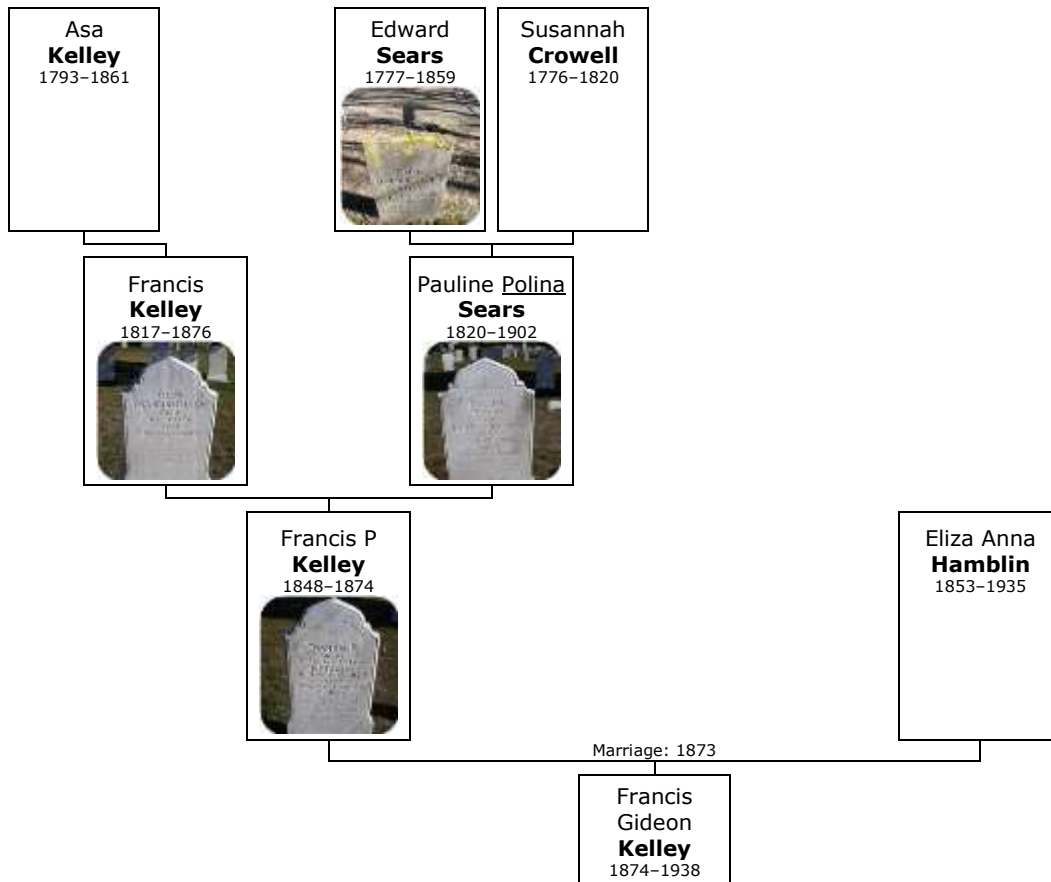 Asa
Kelley
1793–1861
Edward
Sears
1777–1859
Susannah
Crowell
1776–1820
Francis
Kelley
1817–1876
Pauline Polina
Sears
1820–1902
Francis P
Kelley
1848–1874
Eliza Anna
Hamblin
1853–1935
Marriage: 1873
Francis
Gideon
Kelley
1874–1938